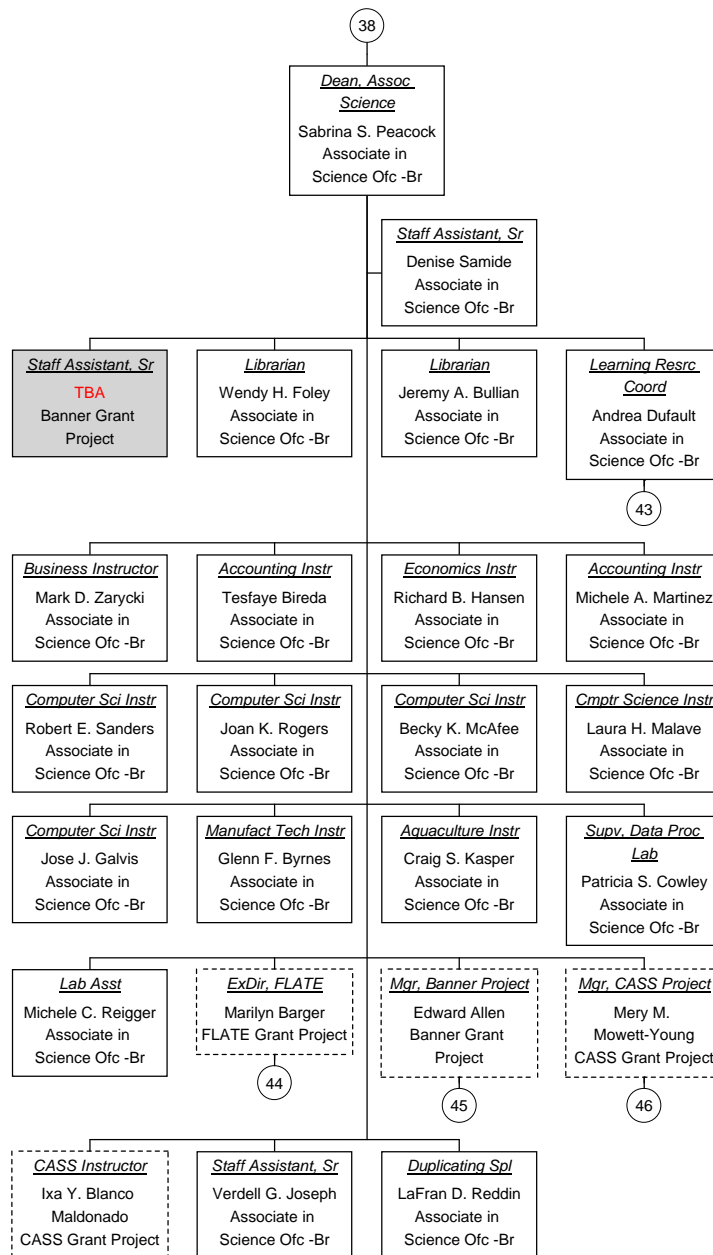 38
Dean, Assoc
Science
Sabrina S. Peacock
Associate in
Science Ofc -Br
Staff Assistant, Sr
Denise Samide
Associate in
Science Ofc -Br
Staff Assistant, Sr
TBA
Banner Grant
Project
Librarian
Wendy H. Foley
Associate in
Science Ofc -Br
Librarian
Jeremy A. Bullian
Associate in
Science Ofc -Br
Learning Resrc
Coord
Andrea Dufault
Associate in
Science Ofc -Br
43
Business Instructor
Mark D. Zarycki
Associate in
Science Ofc -Br
Accounting Instr
Tesfaye Bireda
Associate in
Science Ofc -Br
Economics Instr
Richard B. Hansen
Associate in
Science Ofc -Br
Accounting Instr
Michele A. Martinez
Associate in
Science Ofc -Br
Computer Sci Instr
Robert E. Sanders
Associate in
Science Ofc -Br
Computer Sci Instr
Joan K. Rogers
Associate in
Science Ofc -Br
Computer Sci Instr
Becky K. McAfee
Associate in
Science Ofc -Br
Cmptr Science Instr
Laura H. Malave
Associate in
Science Ofc -Br
Computer Sci Instr
Jose J. Galvis
Associate in
Science Ofc -Br
Manufact Tech Instr
Glenn F. Byrnes
Associate in
Science Ofc -Br
Aquaculture Instr
Craig S. Kasper
Associate in
Science Ofc -Br
Supv, Data Proc
Lab
Patricia S. Cowley
Associate in
Science Ofc -Br
Lab Asst
Michele C. Reigger
Associate in
Science Ofc -Br
ExDir, FLATE
Marilyn Barger
FLATE Grant Project
44
Mgr, Banner Project
Edward Allen
Banner Grant
Project
45
Mgr, CASS Project
Mery M.
Mowett-Young
CASS Grant Project
46
CASS Instructor
Ixa Y. Blanco
Maldonado
CASS Grant Project
Staff Assistant, Sr
Verdell G. Joseph
Associate in
Science Ofc -Br
Duplicating Spl
LaFran D. Reddin
Associate in
Science Ofc -Br